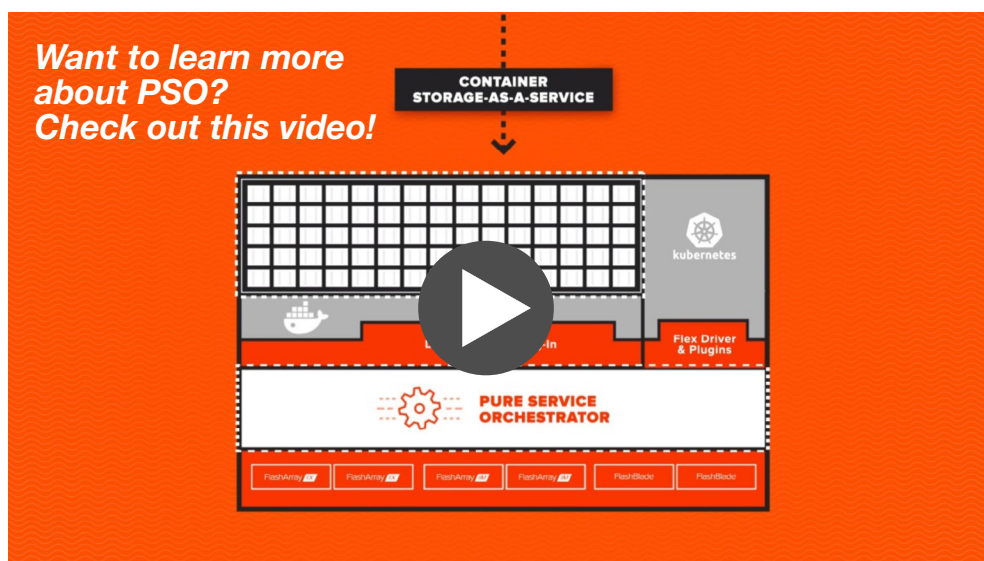 Want to learn more
about PSO?
Check out this video!
CONTAINER
STORAGE-AS-A-SERVICE
kubernetes
Flex Driver
& Plugins
PURE SERVICE
ORCHESTRATOR
FlashArray
FlashArray
FlashArray
FlashArray
FlashBlade
FlashBlade